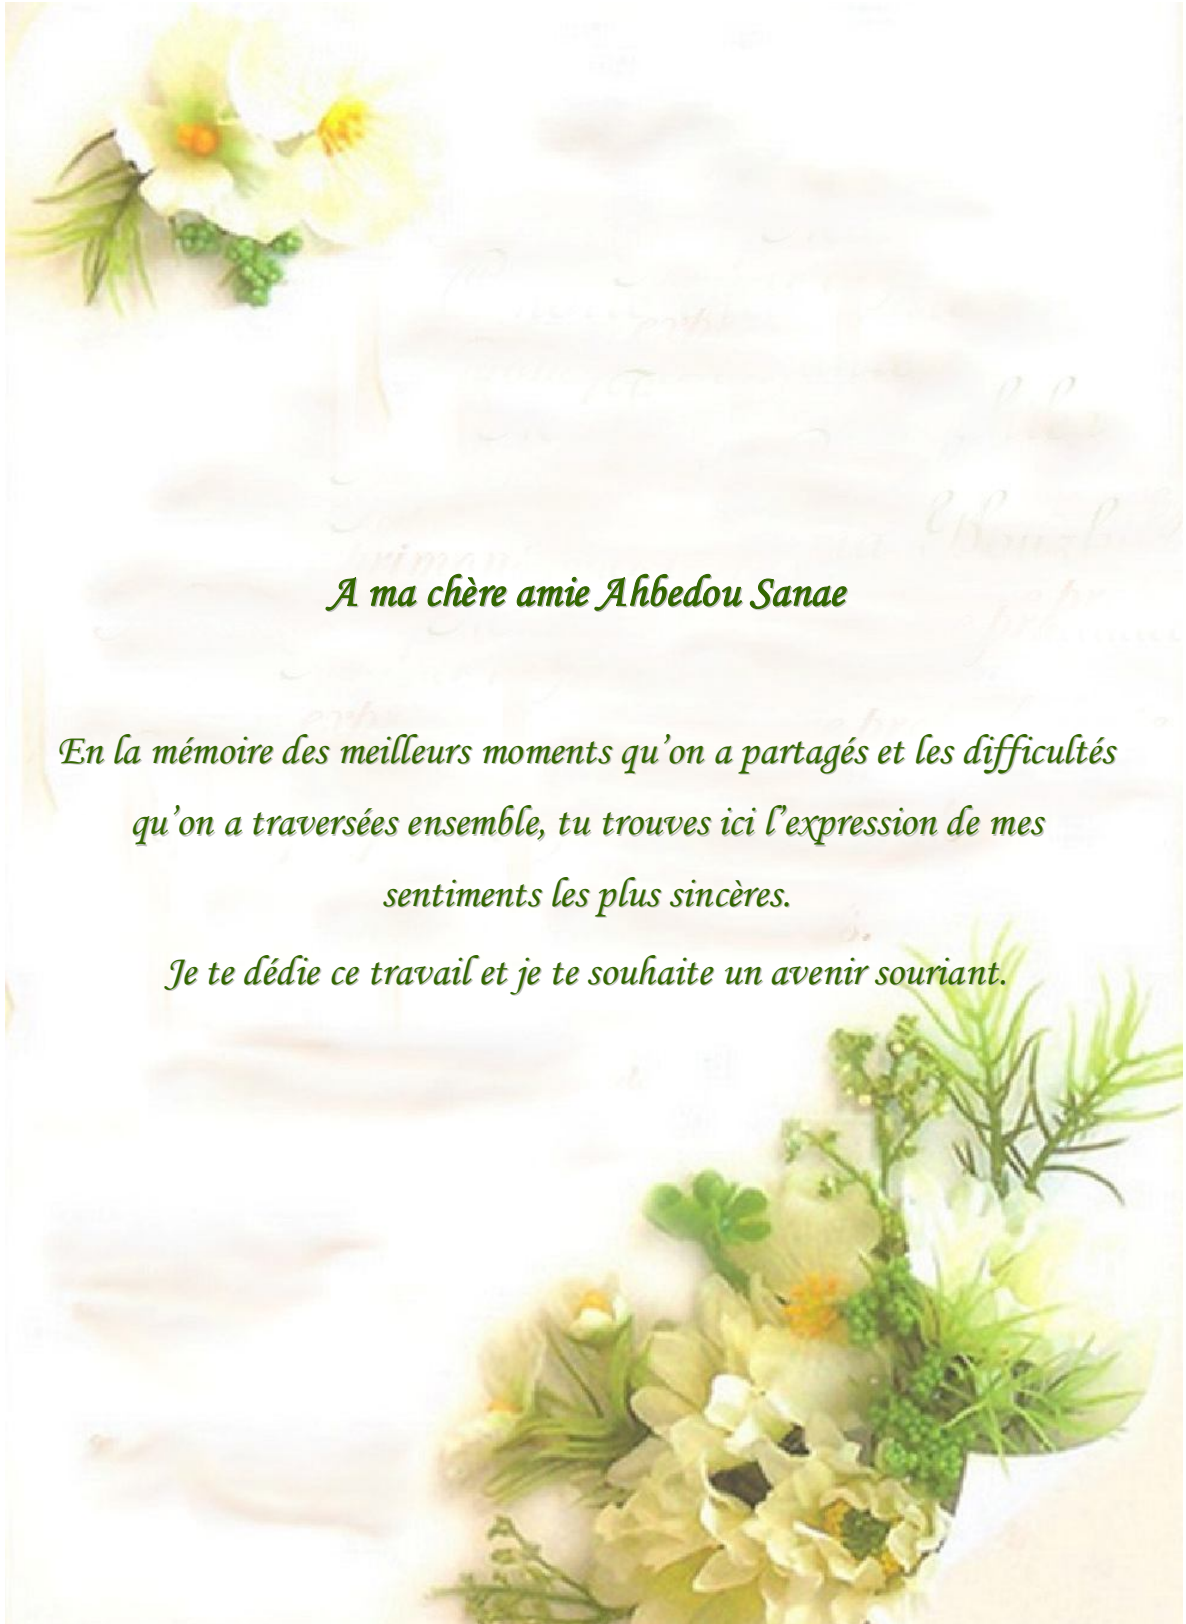 A ma chère amie Ahbedou Sanae
En la mémoire des meilleurs moments qu’on a partagés et les difficultés
qu’on a traversées ensemble, tu trouves ici l’expression de mes
sentiments les plus sincères.
Je te dédie ce travail et je te souhaite un avenir souriant.